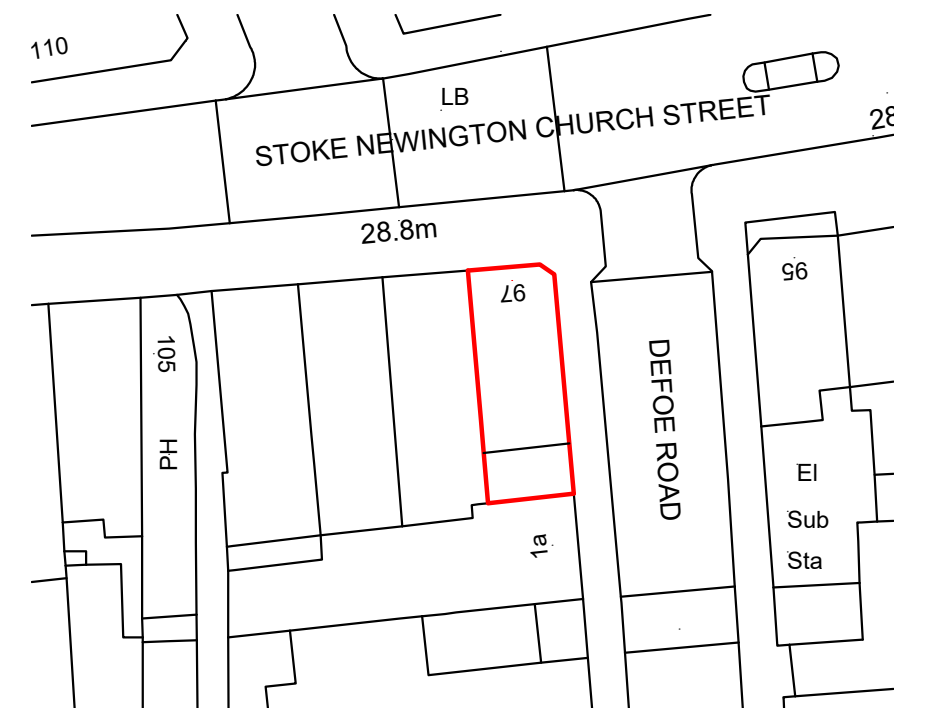 110
LB
STOKE NEWINGTON CHURCH STREET
28
28.8m
97
95
105
PH
DEFOE ROAD
El
Sub
Sta
1a